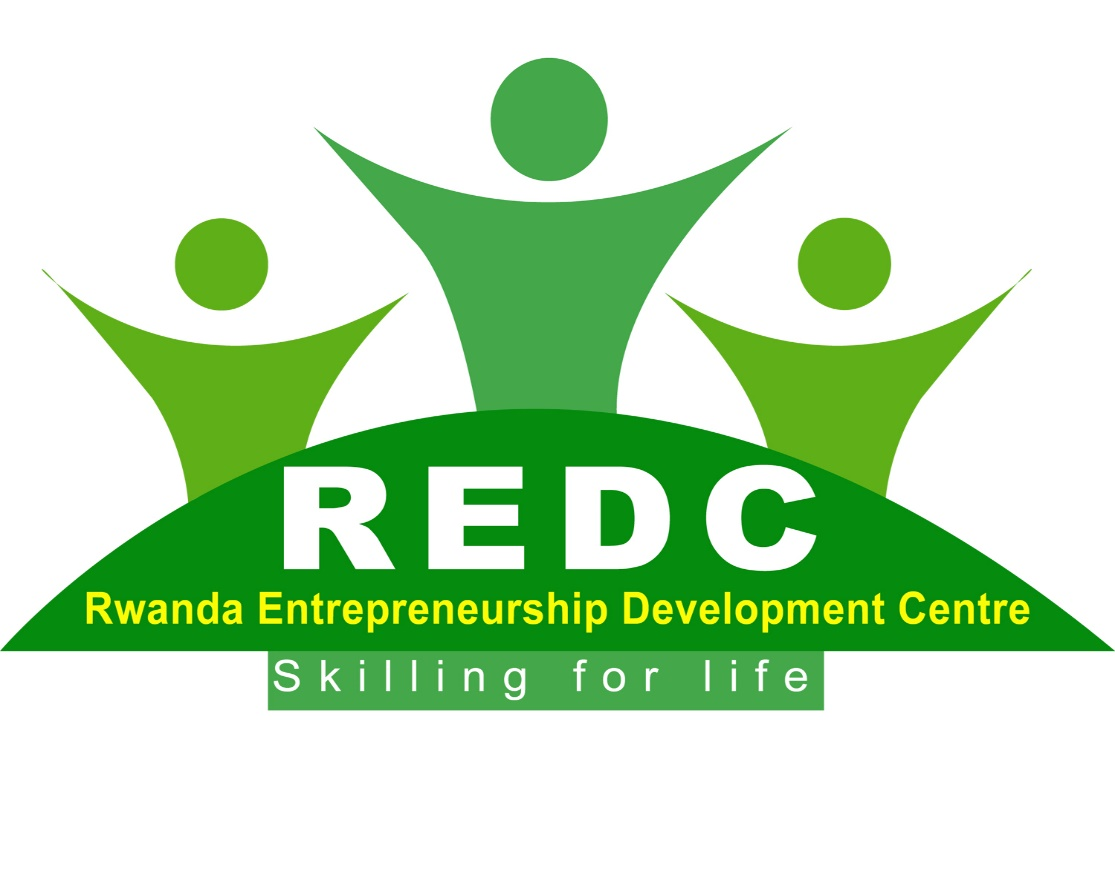 REDC
Rwanda Entrepreneurship Development Centre
Skilling for life